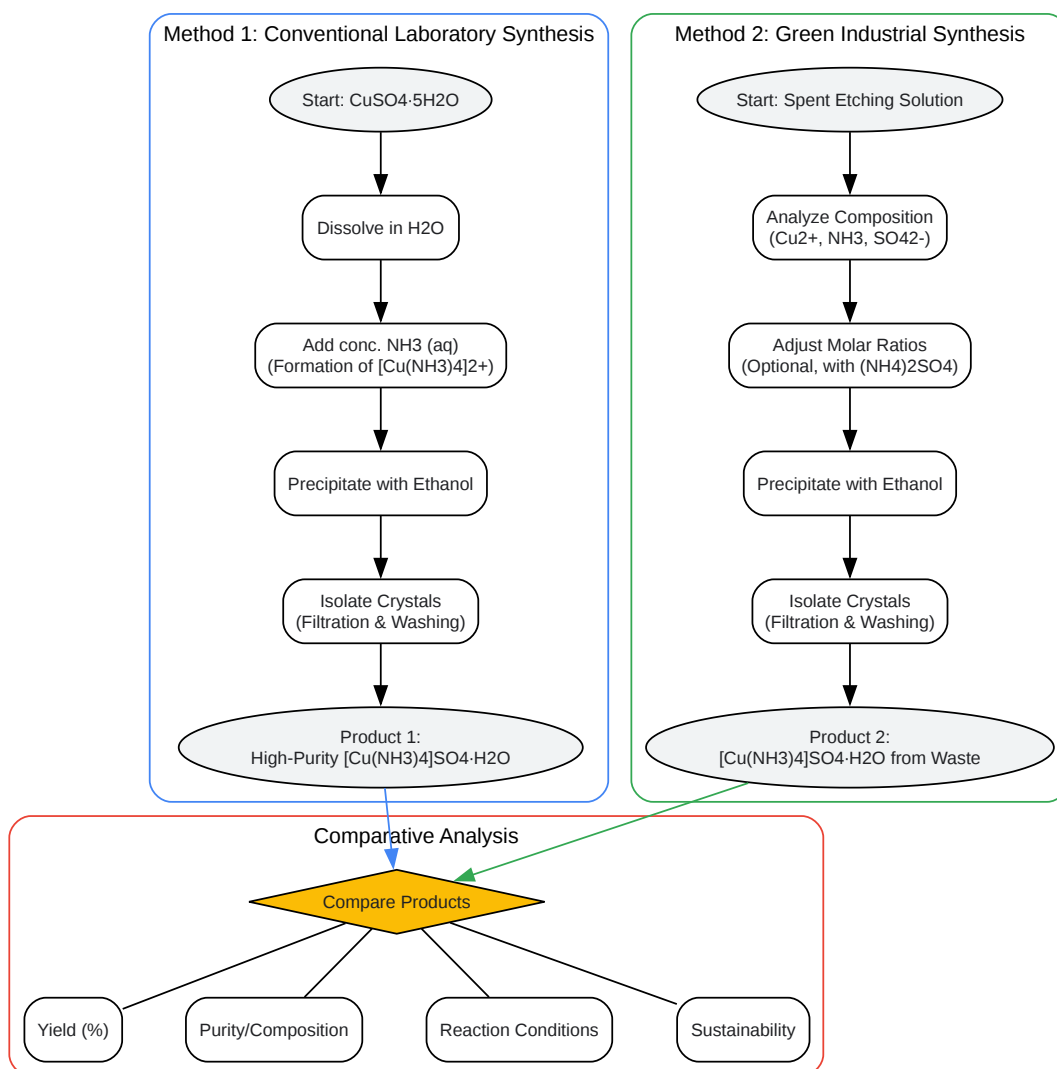 Method 1: Conventional Laboratory Synthesis
Start: CuSO4·5H2O
Dissolve in H2O
Add conc. NH3 (aq)
(Formation of [Cu(NH3)4]2+)
Precipitate with Ethanol
Isolate Crystals
(Filtration & Washing)
Product 1:
High-Purity [Cu(NH3)4]SO4·H2O
Method 2: Green Industrial Synthesis
Start: Spent Etching Solution
Analyze Composition
(Cu2+, NH3, SO42-)
Adjust Molar Ratios
(Optional, with (NH4)2SO4)
Precipitate with Ethanol
Isolate Crystals
(Filtration & Washing)
Product 2:
[Cu(NH3)4]SO4·H2O from Waste
Comparative Analysis
Compare Products
Yield (%)
Purity/Composition
Reaction Conditions
Sustainability